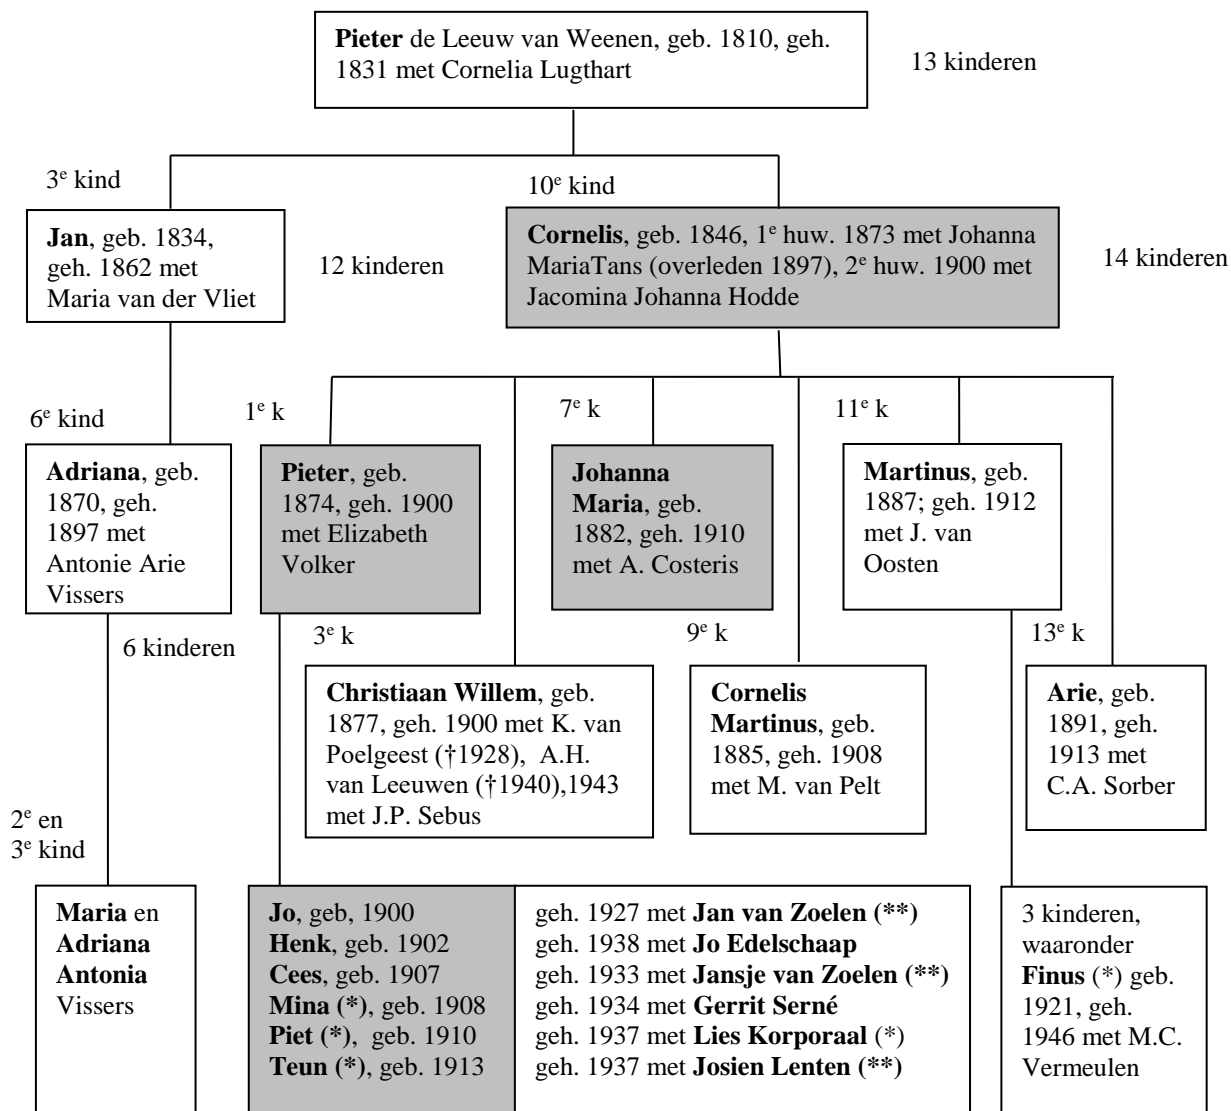 Pieter de Leeuw van Weenen, geb. 1810, geh.
1831 met Cornelia Lugthart
13 kinderen
3e kind
10e kind
Jan, geb. 1834,
geh. 1862 met
Maria van der Vliet
12 kinderen
Cornelis, geb. 1846, 1e huw. 1873 met Johanna
MariaTans (overleden 1897), 2e huw. 1900 met
Jacomina Johanna Hodde
14 kinderen
6e kind
1e k
7e k
11e k
Adriana, geb.
1870, geh.
1897 met
Antonie Arie
Vissers
Pieter, geb.
1874, geh. 1900
met Elizabeth
Volker
Johanna
Maria, geb.
1882, geh. 1910
met A. Costeris
Martinus, geb.
1887; geh. 1912
met J. van
Oosten
6 kinderen
3e k
9e k
13e k
Christiaan Willem, geb.
1877, geh. 1900 met K. van
Poelgeest (†1928), A.H.
van Leeuwen (†1940),1943
met J.P. Sebus
Cornelis
Martinus, geb.
1885, geh. 1908
met M. van Pelt
Arie, geb.
1891, geh.
1913 met
C.A. Sorber
2e en
3e kind
Maria en
Adriana
Antonia
Vissers
Jo, geb, 1900
Henk, geb. 1902
Cees, geb. 1907
Mina (*), geb. 1908
Piet (*), geb. 1910
Teun (*), geb. 1913
geh. 1927 met Jan van Zoelen (**)
geh. 1938 met Jo Edelschaap
geh. 1933 met Jansje van Zoelen (**)
geh. 1934 met Gerrit Serné
geh. 1937 met Lies Korporaal (*)
geh. 1937 met Josien Lenten (**)
3 kinderen,
waaronder
Finus (*) geb.
1921, geh.
1946 met M.C.
Vermeulen